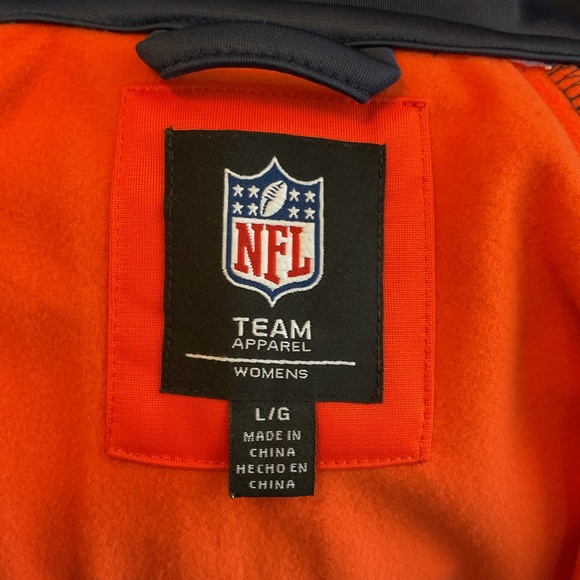 NFL
TEAM
APPAREL
WOMENS
L/G
MADE IN
CHINA
HECHO EN
CHINA